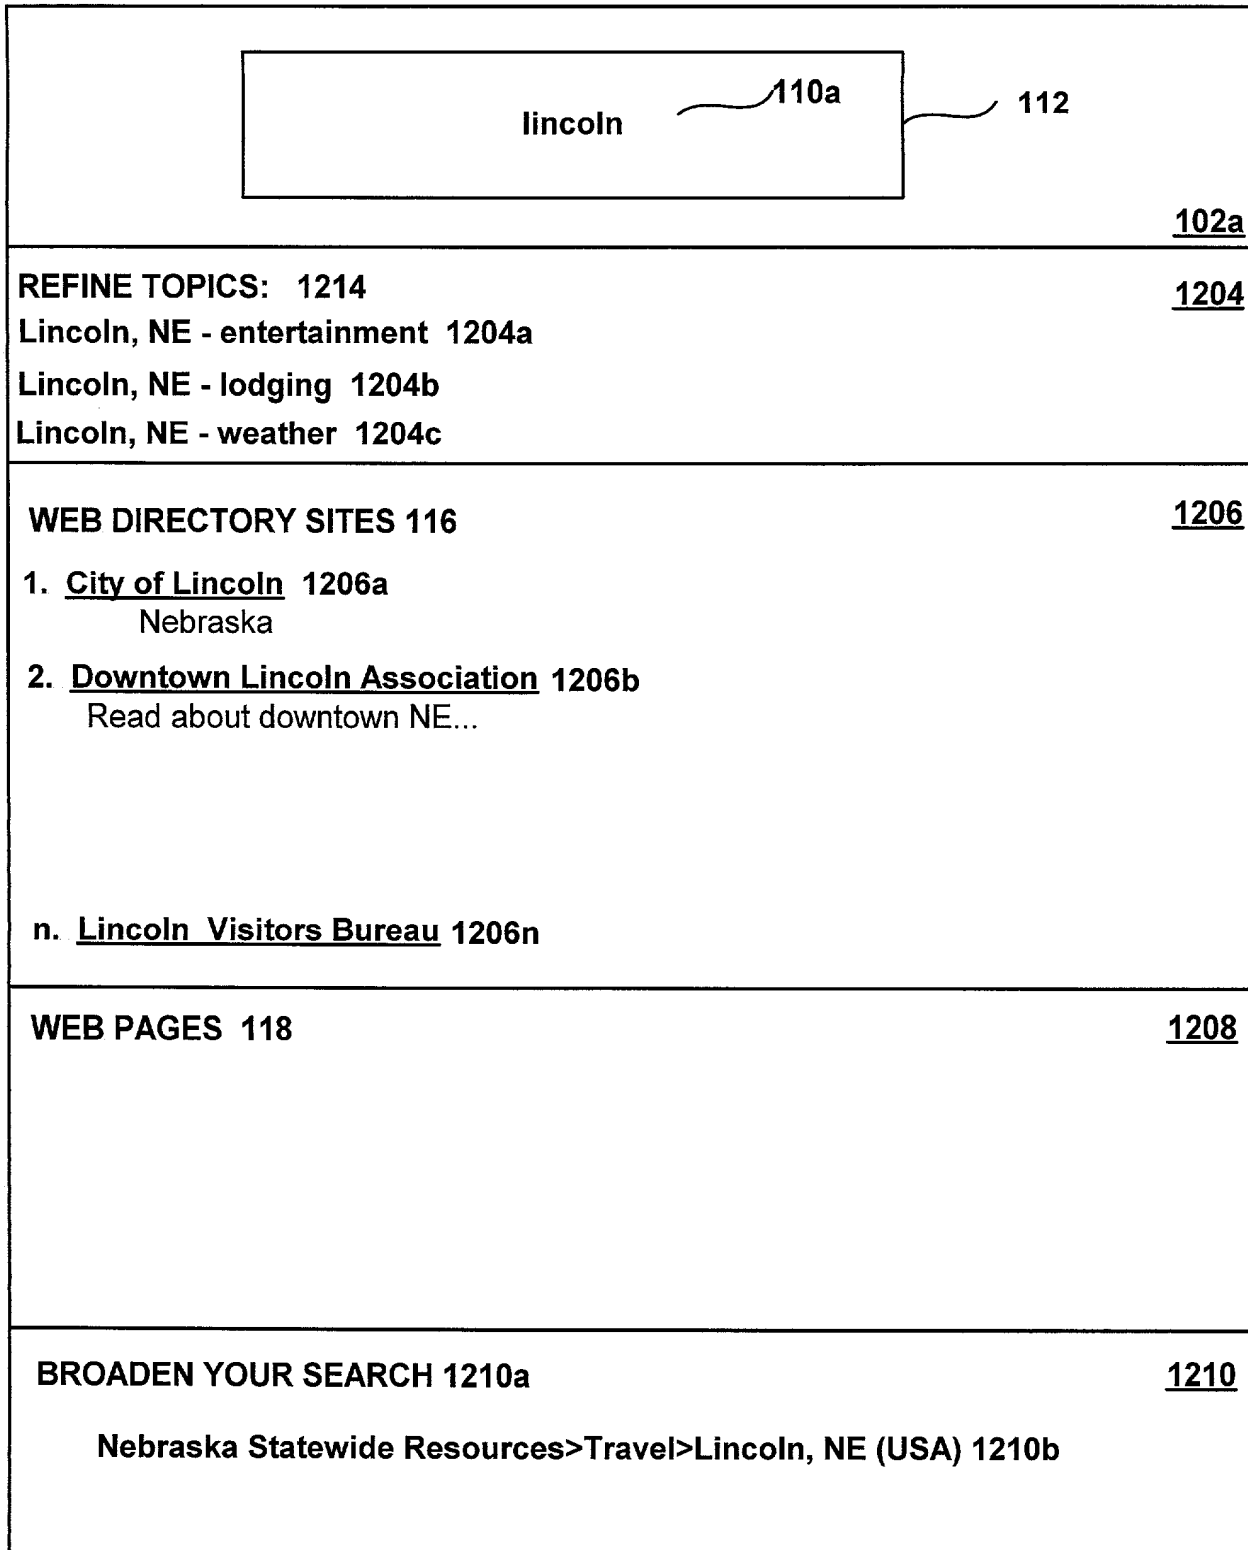 lincoln 110a 112
102a
REFINE TOPICS: 1214 1204
Lincoln, NE - entertainment 1204a
Lincoln, NE - lodging 1204b
Lincoln, NE - weather 1204c
WEB DIRECTORY SITES 116 1206
1. City of Lincoln 1206a
Nebraska
2. Downtown Lincoln Association 1206b
Read about downtown NE...
n. Lincoln Visitors Bureau 1206n
WEB PAGES 118 1208
BROADEN YOUR SEARCH 1210a 1210
Nebraska Statewide Resources>Travel>Lincoln, NE (USA) 1210b